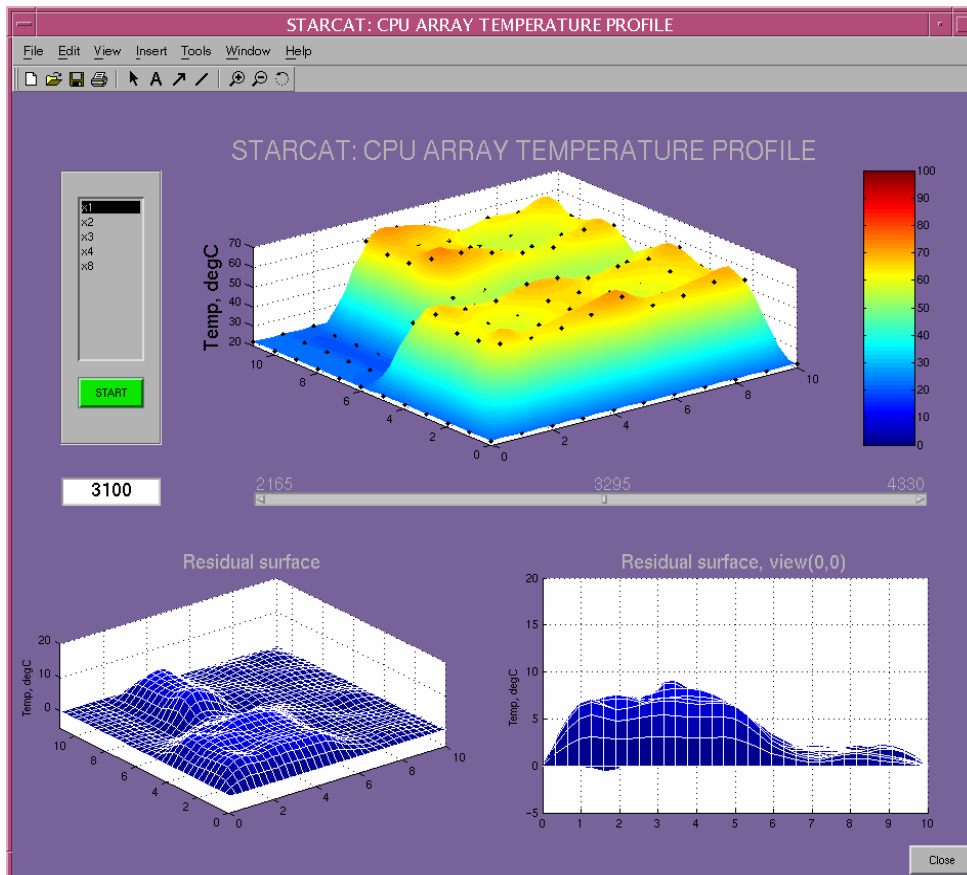 STARCAT: CPU ARRAY TEMPERATURE PROFILE
File Edit View Insert Tools Window Help
A
STARCAT: CPU ARRAY TEMPERATURE PROFILE
x1
x2
x3
x4
x8
START
3100
Temp, degC
70
60
50
40
30
20
10
8
6
4
2
0
0
2
4
6
8
10
100
90
80
70
60
50
40
30
20
10
0
2165 3295 4330
Residual surface
Temp, degC
20
10
0
10
8
6
4
2
0
0
2
4
6
8
10
Residual surface, view(0,0)
Temp, degC
20
15
10
5
0
−5
0 1 2 3 4 5 6 7 8 9 10
Close